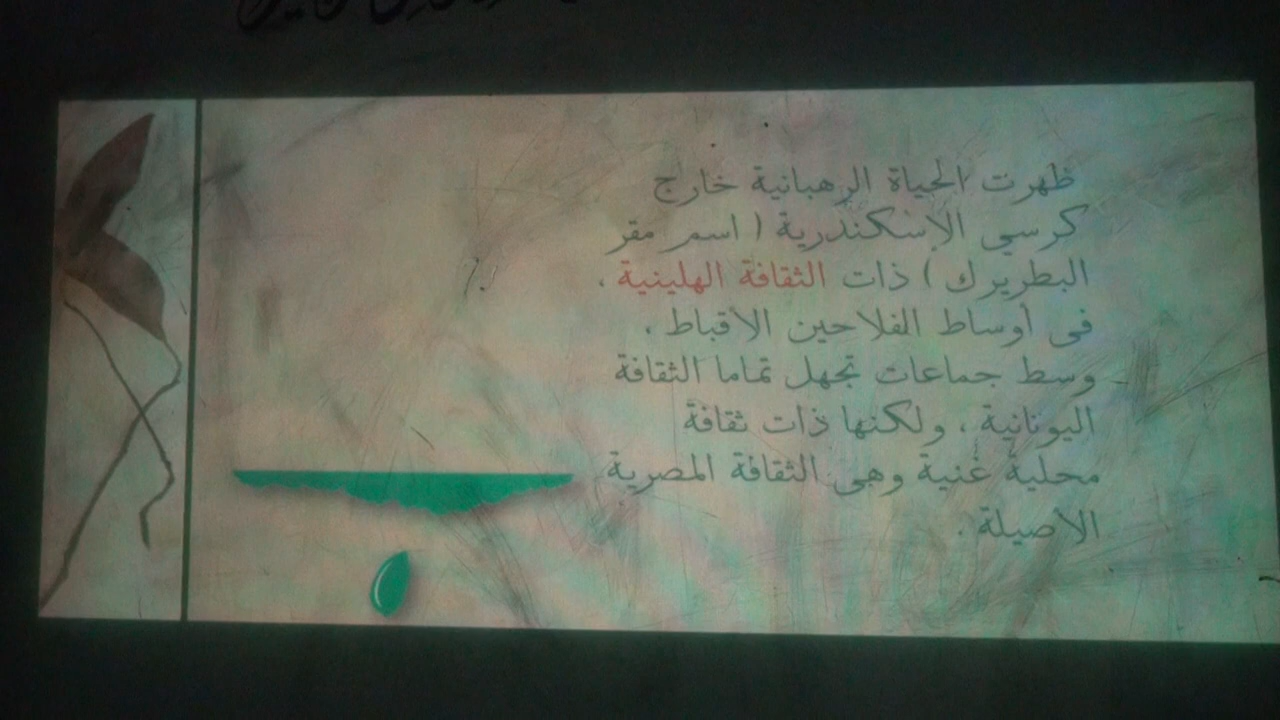 ظهرت الحياة الرهبانية خارج
كرسي الإسكندرية ( اسم مقر
البطريرك ) ذات الثقافة الهلينية .
فى أوساط الفلاحين الأقباط ،
وسط جماعات تجهل تماما الثقافة
اليونانية ، ولكنها ذات ثقافة
محلية غنية وهى الثقافة المصرية
الأصيلة .